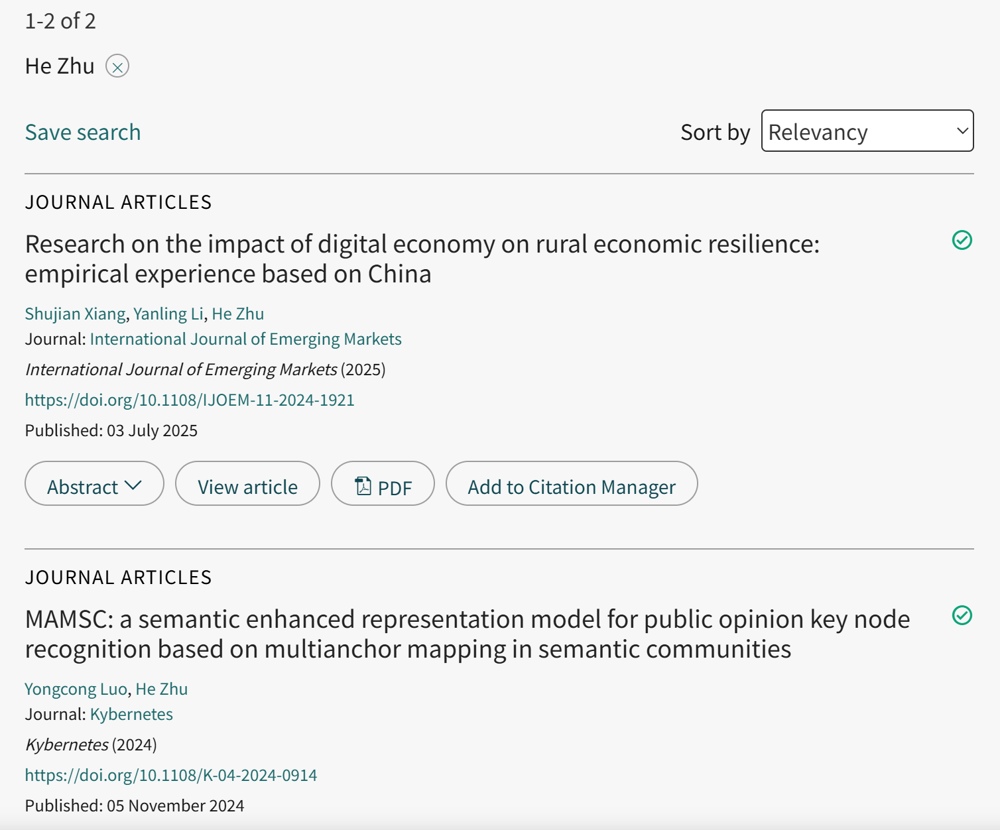 1-2 of 2
He Zhu
Save search
Sort by Relevancy
JOURNAL ARTICLES
Research on the impact of digital economy on rural economic resilience:
empirical experience based on China
Shujian Xiang, Yanling Li, He Zhu
Journal: International Journal of Emerging Markets
International Journal of Emerging Markets (2025)
https://doi.org/10.1108/IJOEM-11-2024-1921
Published: 03 July 2025
Abstract View article PDF Add to Citation Manager
JOURNAL ARTICLES
MAMSC: a semantic enhanced representation model for public opinion key node
recognition based on multianchor mapping in semantic communities
Yongcong Luo, He Zhu
Journal: Kybernetes
Kybernetes (2024)
https://doi.org/10.1108/K-04-2024-0914
Published: 05 November 2024